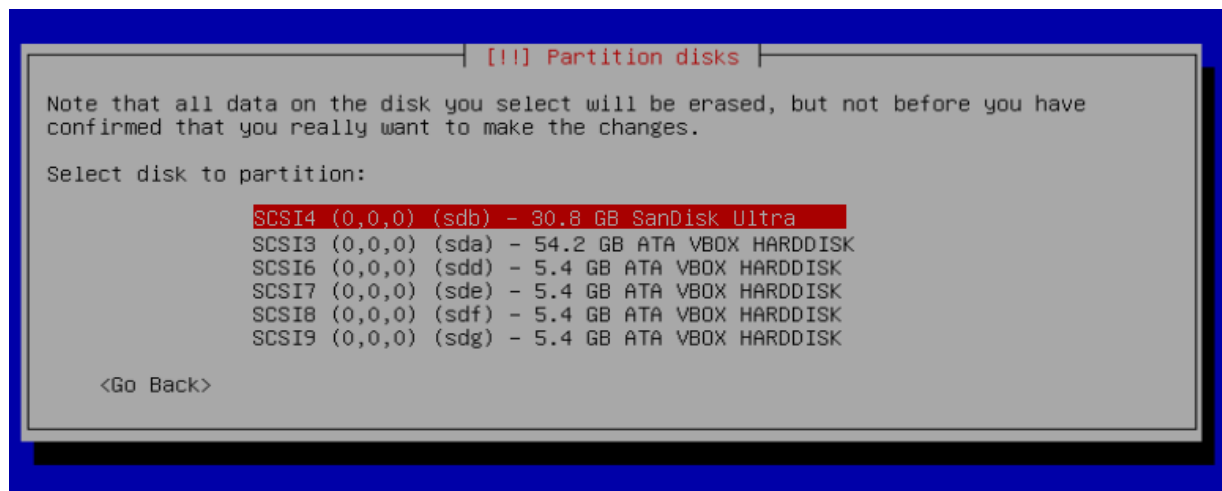 [!!] Partition disks
Note that all data on the disk you select will be erased, but not before you have
confirmed that you really want to make the changes.
Select disk to partition:
SCSI4 (0,0,0) (sdb) - 30.8 GB SanDisk Ultra
SCSI3 (0,0,0) (sda) - 54.2 GB ATA VBOX HARDDISK
SCSI6 (0,0,0) (sdd) - 5.4 GB ATA VBOX HARDDISK
SCSI7 (0,0,0) (sde) - 5.4 GB ATA VBOX HARDDISK
SCSI8 (0,0,0) (sdf) - 5.4 GB ATA VBOX HARDDISK
SCSI9 (0,0,0) (sdg) - 5.4 GB ATA VBOX HARDDISK
<Go Back>